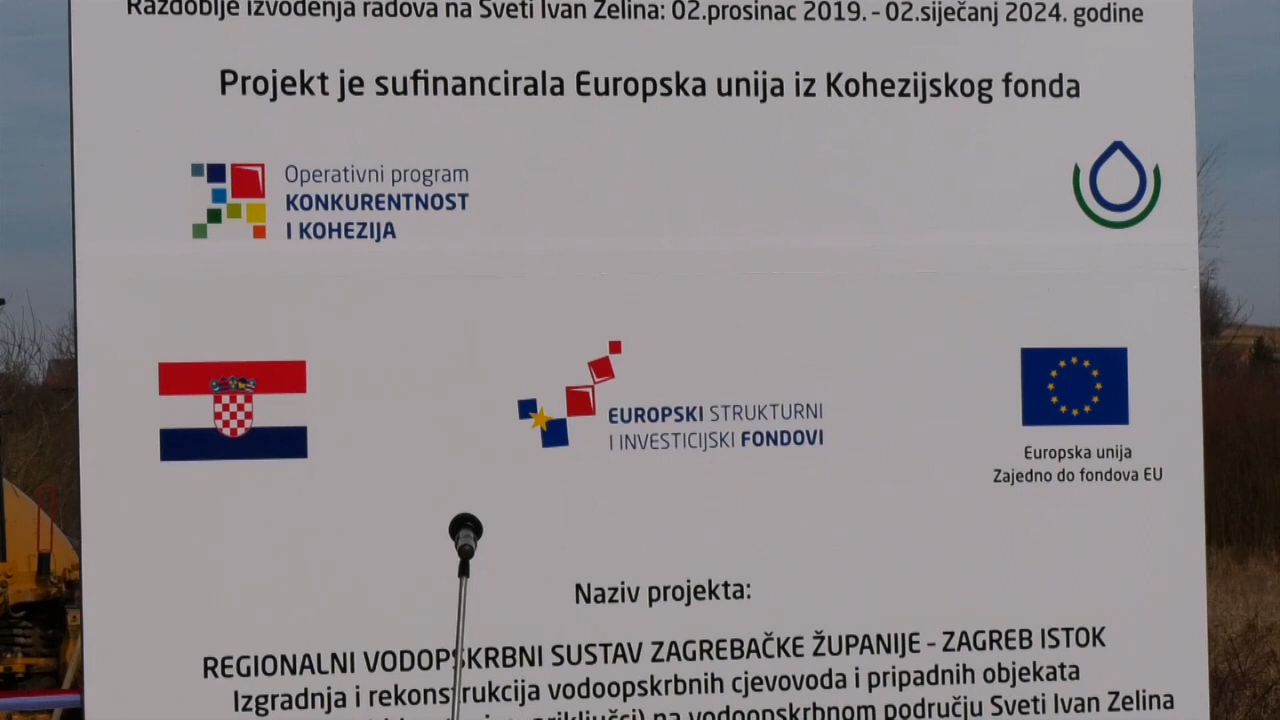 Razdoblje izvođenja radova na Sveti Ivan Zelina: 02.prosinac 2019. - 02.siječanj 2024. godine
Projekt je sufinancirala Europska unija iz Kohezijskog fonda
Operativni program
KONKURENTNOST
I KOHEZIJA
EUROPSKI STRUKTURNI
I INVESTICIJSKI FONDOVI
Europska unija
Zajedno do fondova EU
Naziv projekta:
REGIONALNI VODOPSKRBNI SUSTAV ZAGREBAČKE ŽUPANIJE - ZAGREB ISTOK
Izgradnja i rekonstrukcija vodoopskrbnih cjevovoda i pripadnih objekata
priključci) na vodoopskrbnom području Sveti Ivan Zelina